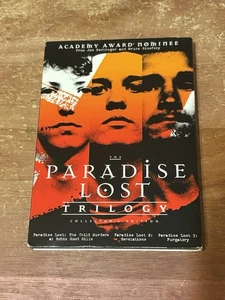 ACADEMY AWARD® NOMINEE
From Joe Berlinger and Bruce Sinofsky
THE
PARADISE
LOST
TRILOGY
COLLECTOR'S EDITION
Paradise Lost: The Child Murders at Robin Hood Hills
Paradise Lost 2: Revelations
Paradise Lost 3: Purgatory